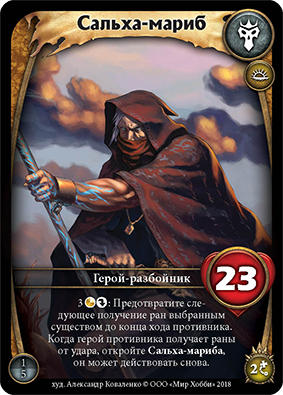 Сальха-мариб
Герой-разбойник
23
3 : Предотвратите сле-
дующее получение ран выбранным
существом до конца хода противника.
Когда герой противника получает раны
от удара, откройте Сальха-мариба,
он может действовать снова.
1
5
2
худ. Александр Коваленко © ООО «Мир Хобби» 2018